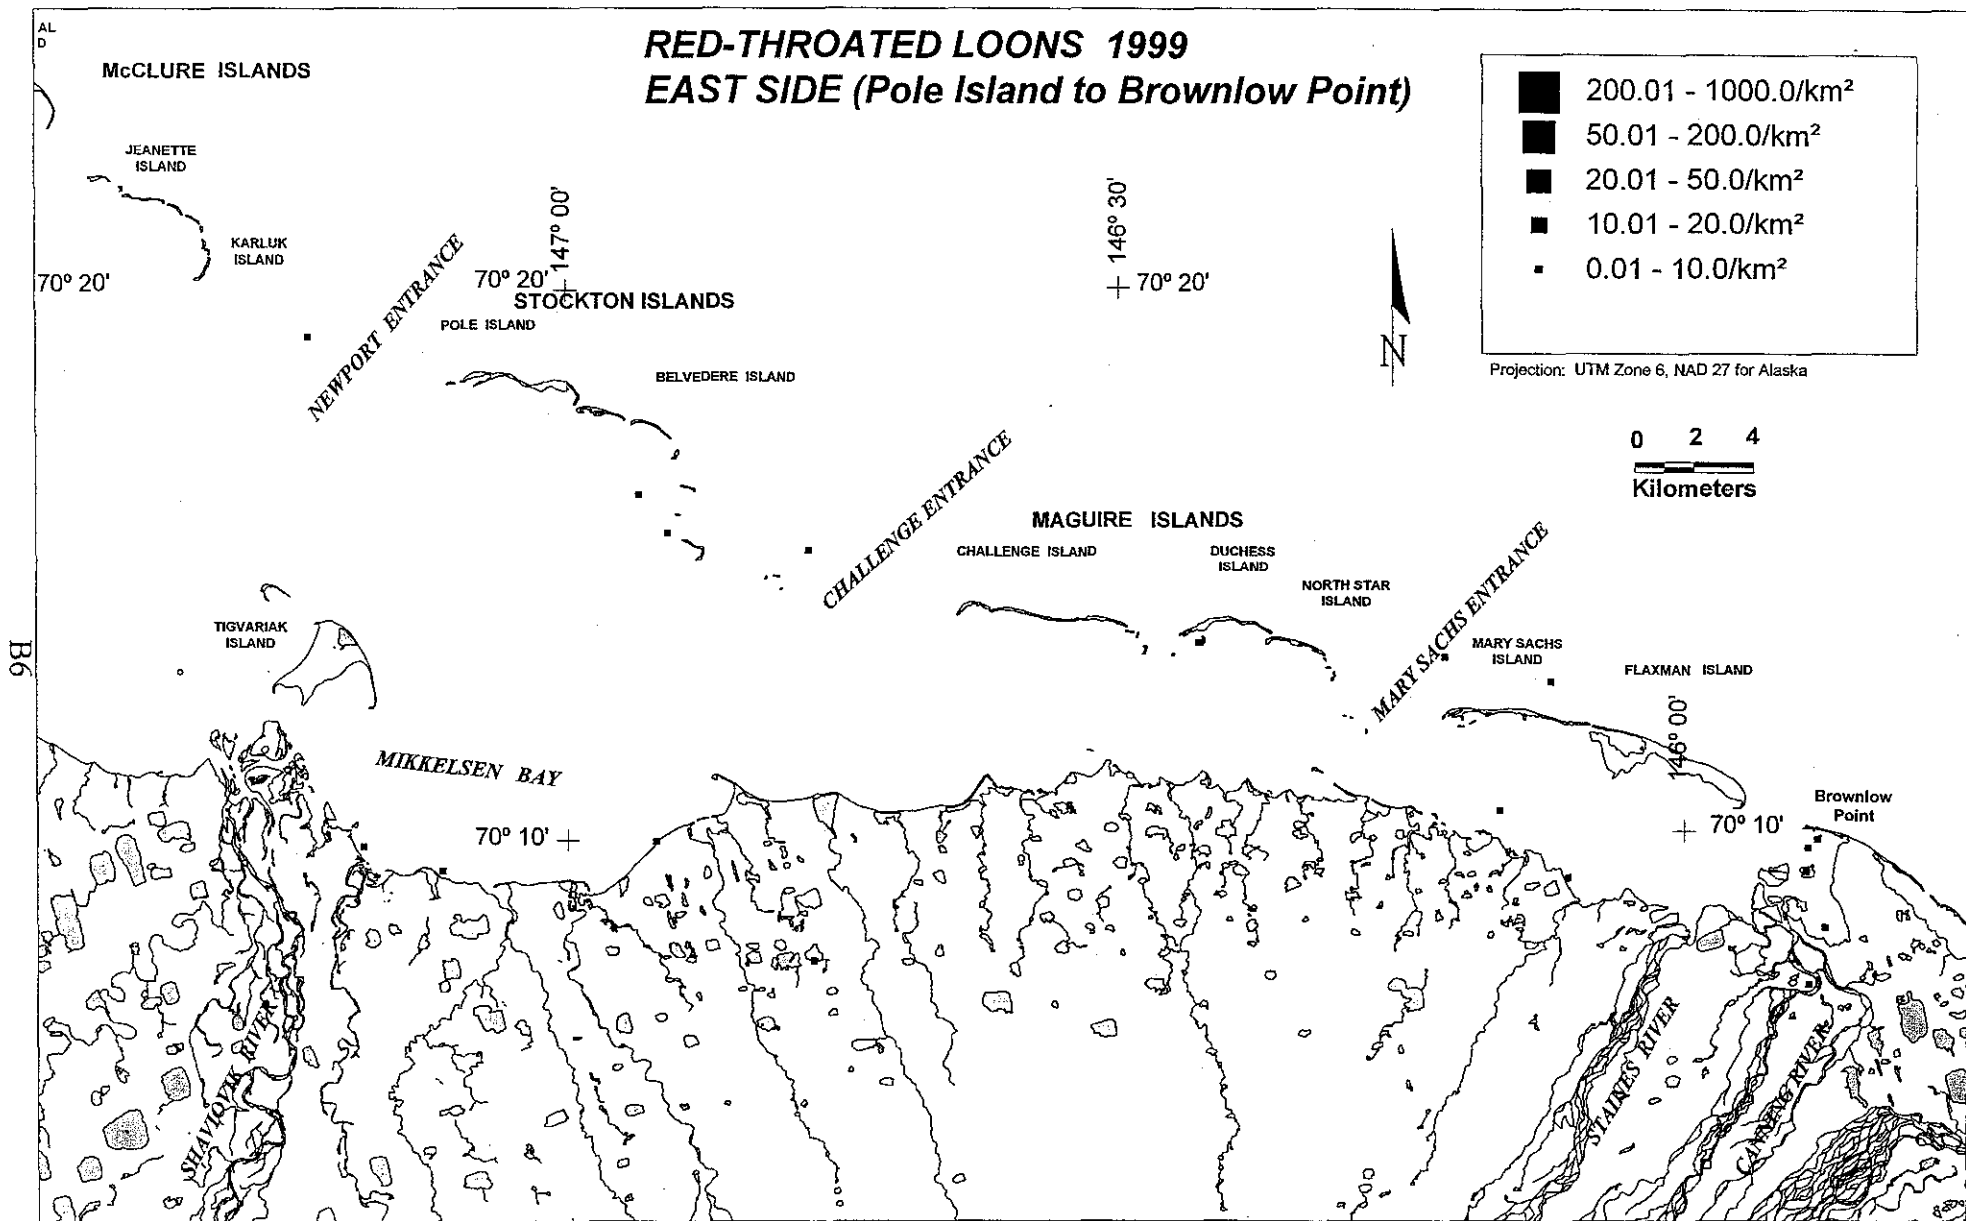 AL
D
RED-THROATED LOONS 1999
EAST SIDE (Pole Island to Brownlow Point)
McCLURE ISLANDS
200.01 - 1000.0/km²
50.01 - 200.0/km²
20.01 - 50.0/km²
10.01 - 20.0/km²
0.01 - 10.0/km²
Projection: UTM Zone 6, NAD 27 for Alaska
JEANETTE
ISLAND
KARLUK
ISLAND
70° 20'
NEWPORT ENTRANCE
147° 00'
70° 20'
STOCKTON ISLANDS
POLE ISLAND
BELVEDERE ISLAND
146° 30'
70° 20'
N
0 2 4
Kilometers
CHALLENGE ENTRANCE
MAGUIRE ISLANDS
CHALLENGE ISLAND
DUCHESS
ISLAND
NORTH STAR
ISLAND
MARY SACHS ENTRANCE
MARY SACHS
ISLAND
FLAXMAN ISLAND
TIGVARIAK
ISLAND
B6
MIKKELSEN BAY
146° 00'
70° 10'
70° 10'
Brownlow
Point
SHAVIOVIK RIVER
STAINES RIVER
CANNING RIVER